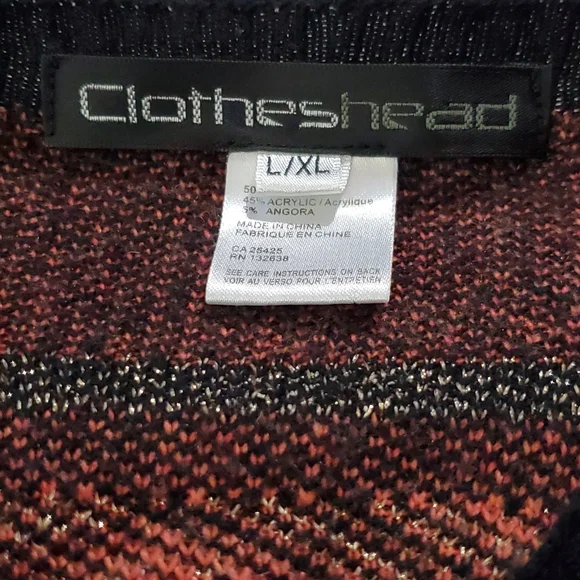 Clotheshead
L/XL
50
45% ACRYLIC / Acrylique
5% ANGORA
MADE IN CHINA
FABRIQUE EN CHINE
CA 25425
RN 132638
SEE CARE INSTRUCTIONS ON BACK
VOIR AU VERSO POUR L'ENTRETIEN